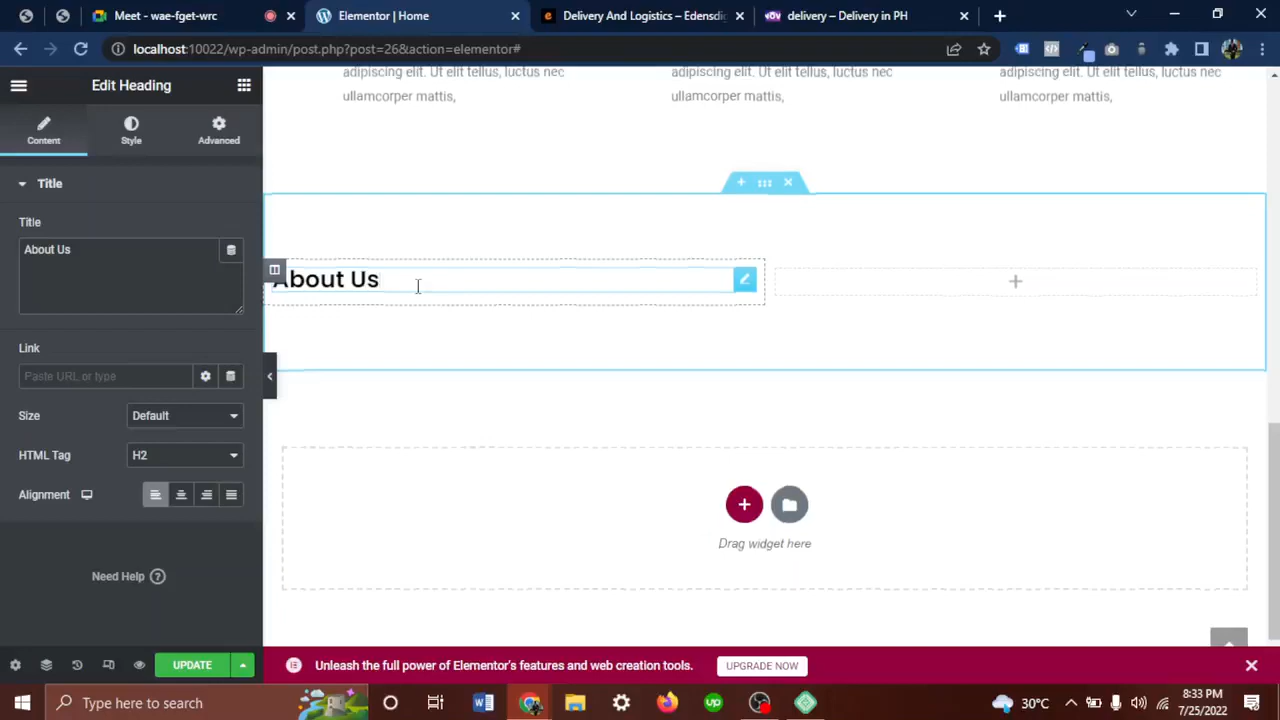 Meet - wae-fget-wrc
Elementor | Home
Delivery And Logistics – Edensdig
delivery – Delivery in PH
localhost:10022/wp-admin/post.php?post=26&action=elementor#
Edit Heading
Content
Style
Advanced
Title
Title
About Us
Link
Paste URL or type
Size
Default
HTML Tag
H2
Alignment
Need Help
UPDATE
adipiscing elit. Ut elit tellus, luctus nec
ullamcorper mattis,
adipiscing elit. Ut elit tellus, luctus nec
ullamcorper mattis,
adipiscing elit. Ut elit tellus, luctus nec
ullamcorper mattis,
About Us
Drag widget here
Unleash the full power of Elementor's features and web creation tools.
UPGRADE NOW
Type here to search
30°C
8:33 PM
7/25/2022